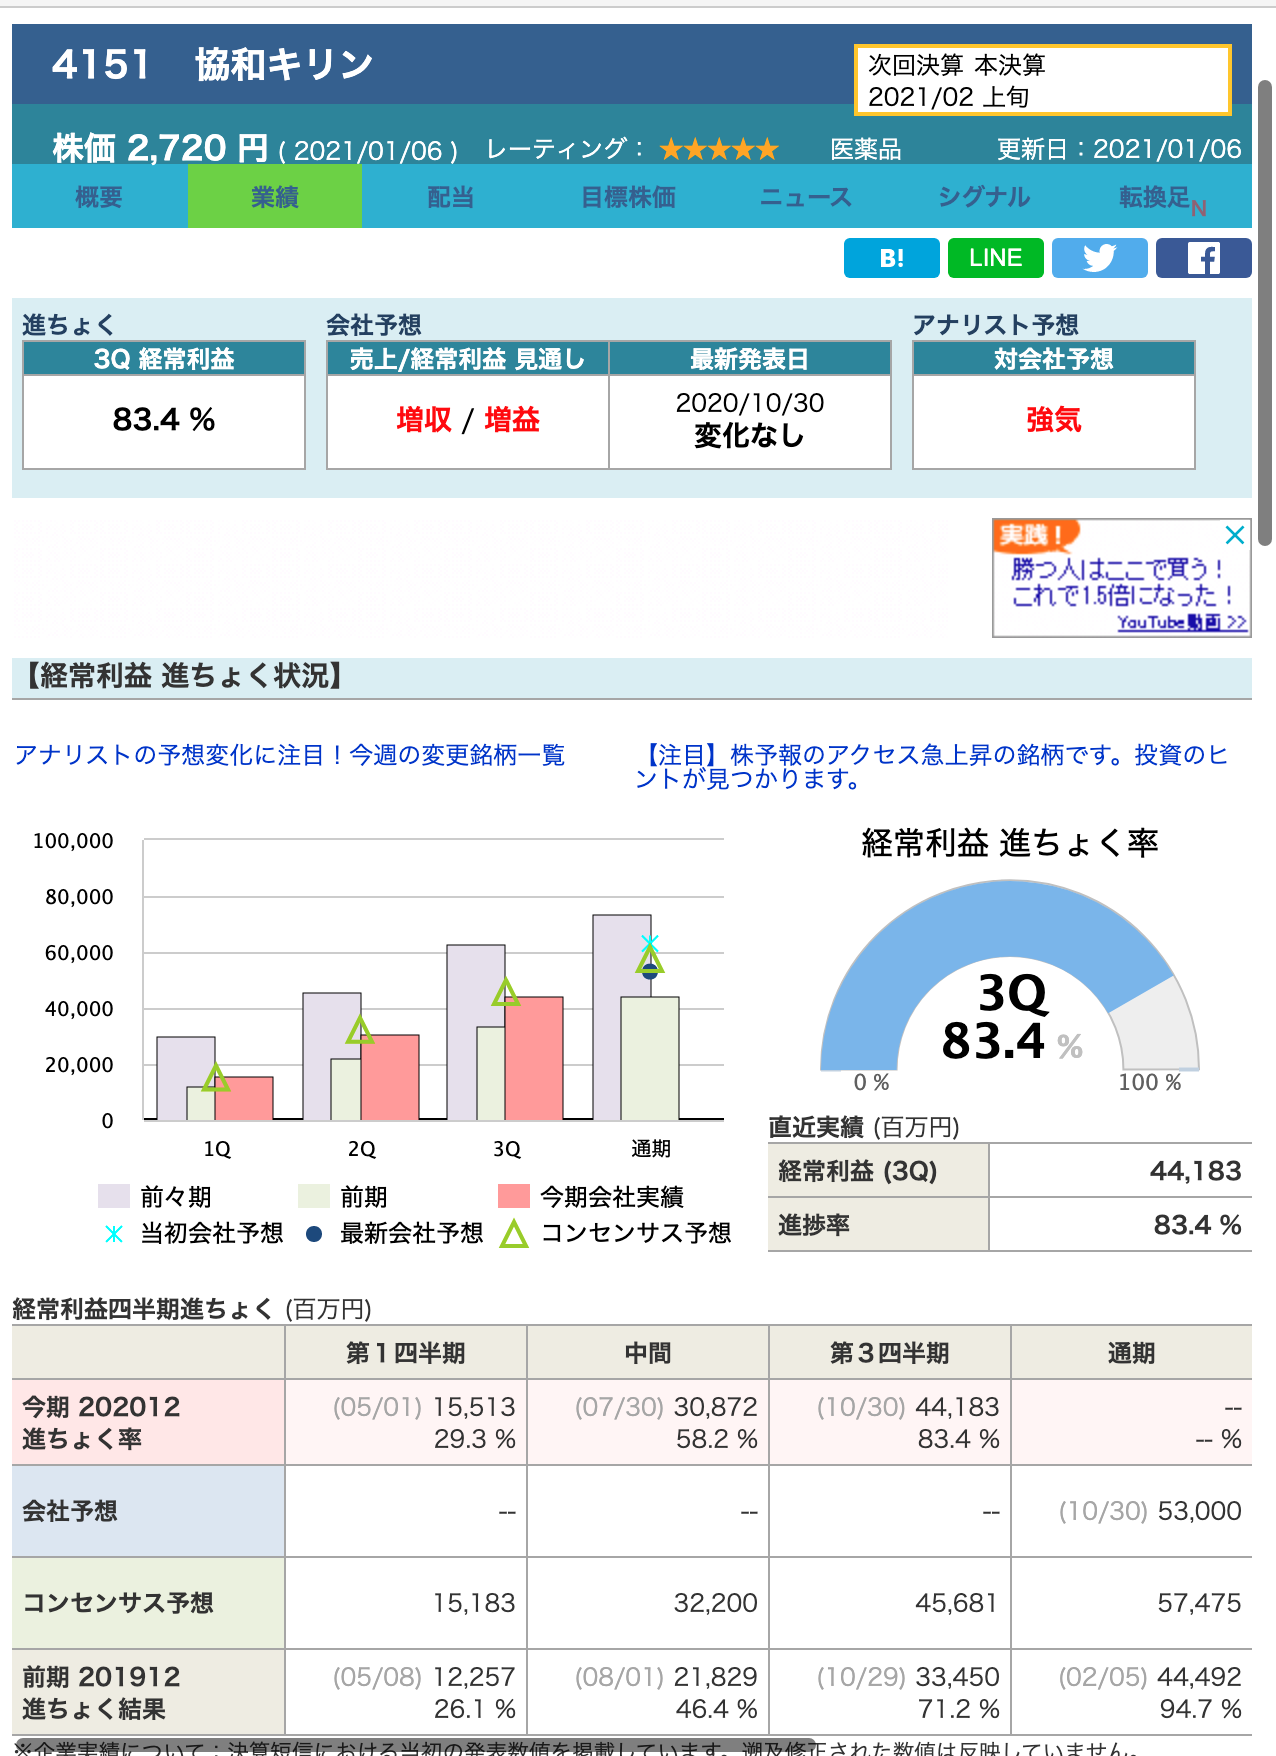 4151 協和キリン
次回決算 本決算
2021/02 上旬
株価 2,720 円 ( 2021/01/06 ) レーティング： ★★★★★ 医薬品 更新日：2021/01/06
概要 業績 配当 目標株価 ニュース シグナル 転換足N
B! LINE
進ちょく 会社予想 アナリスト予想
3Q 経常利益 売上/経常利益 見通し 最新発表日 対会社予想
83.4 % 増収 / 増益 2020/10/30 強気
変化なし
実践！
勝つ人はここで買う！
これで1.5倍になった！
YouTube動画 >>
【経常利益 進ちょく状況】
アナリストの予想変化に注目！今週の変更銘柄一覧
【注目】株予報のアクセス急上昇の銘柄です。投資のヒ
ントが見つかります。
100,000
80,000
60,000
40,000
20,000
0
1Q 2Q 3Q 通期
前々期 前期 今期会社実績
当初会社予想 最新会社予想 コンセンサス予想
経常利益 進ちょく率
3Q
83.4 %
0 % 100 %
直近実績 (百万円)
経常利益 (3Q) 44,183
進捗率 83.4 %
経常利益四半期進ちょく (百万円)
第１四半期 中間 第３四半期 通期
今期 202012 (05/01) 15,513 (07/30) 30,872 (10/30) 44,183 --
進ちょく率 29.3 % 58.2 % 83.4 % -- %
会社予想 -- -- -- (10/30) 53,000
コンセンサス予想 15,183 32,200 45,681 57,475
前期 201912 (05/08) 12,257 (08/01) 21,829 (10/29) 33,450 (02/05) 44,492
進ちょく結果 26.1 % 46.4 % 71.2 % 94.7 %
※企業実績について：決算短信における当初の発表数値を掲載しています。遡及修正された数値は反映していません。